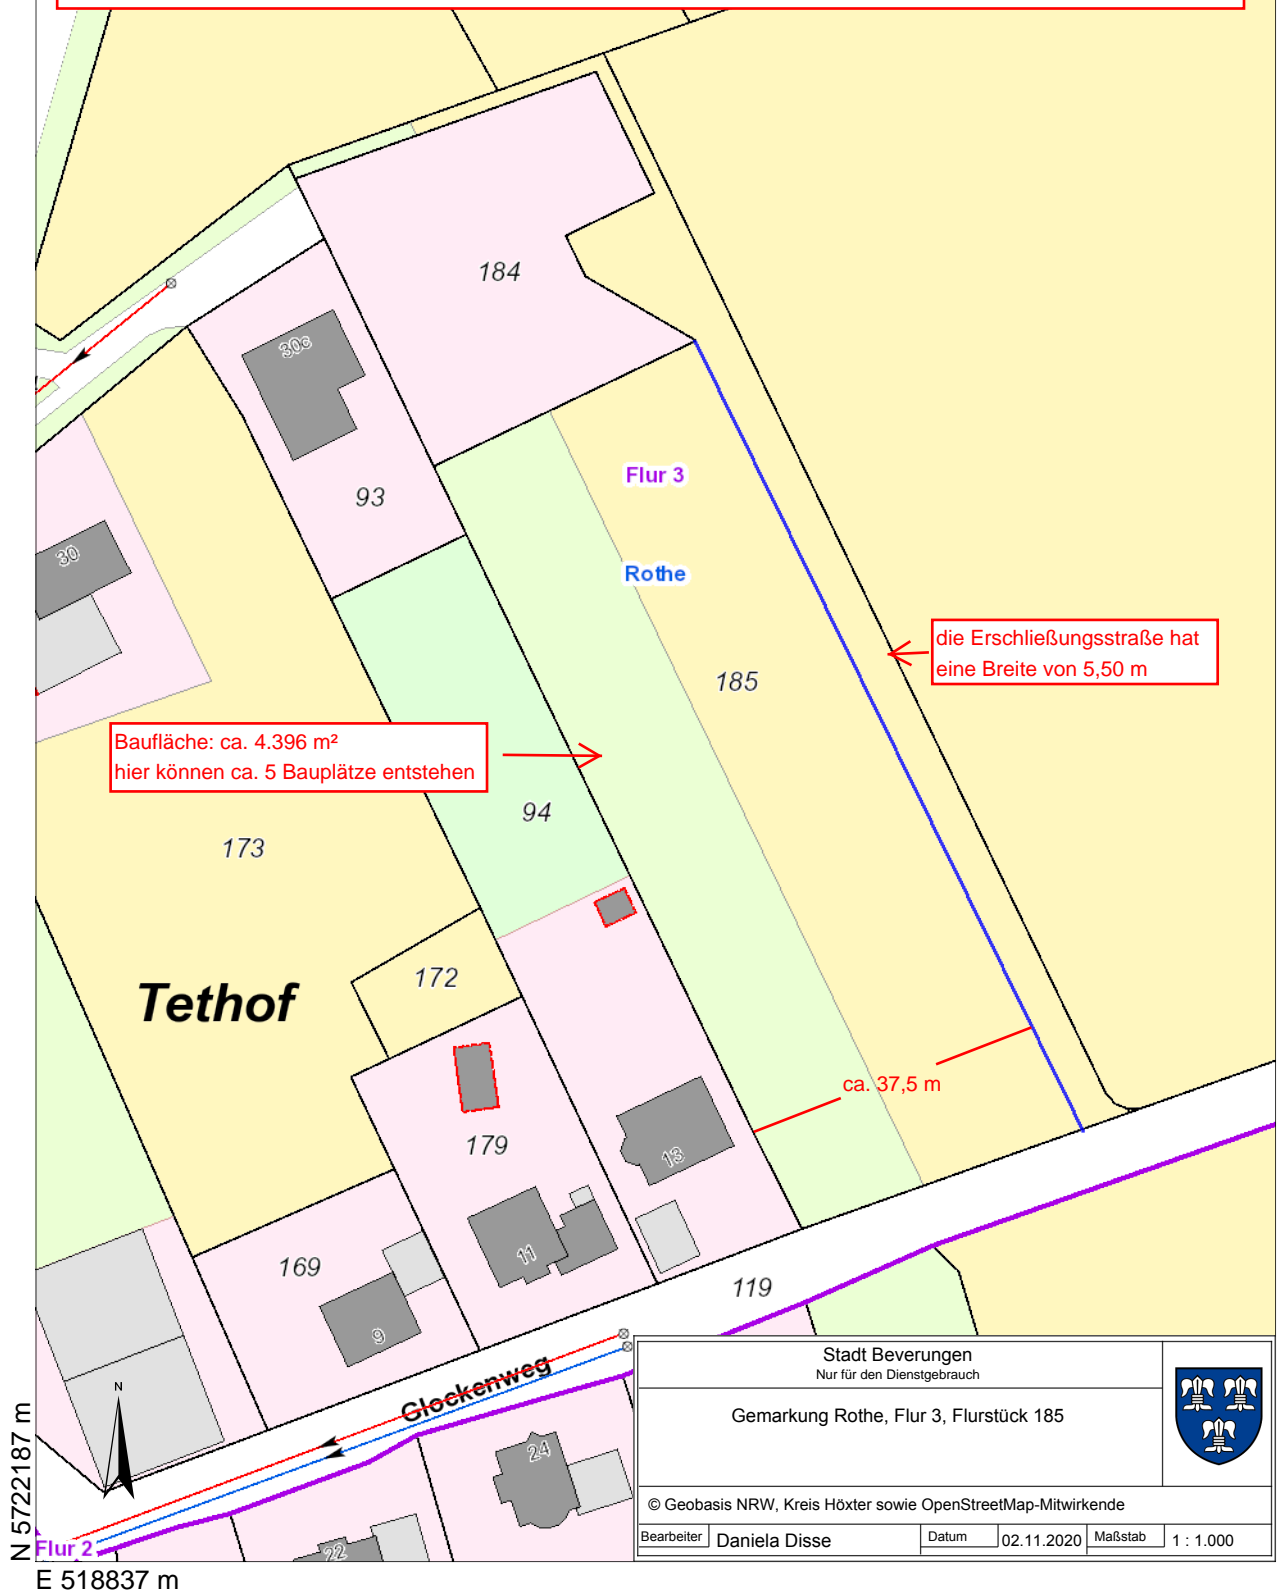 184
30c
93
Flur 3
30
Rothe
die Erschließungsstraße hat
eine Breite von 5,50 m
185
Baufläche: ca. 4.396 m²
hier können ca. 5 Bauplätze entstehen
94
173
172
Tethof
ca. 37,5 m
179
13
11
169
119
9
Glockenweg
N
24
22
Flur 2
N 5722187 m
E 518837 m
Stadt Beverungen
Nur für den Dienstgebrauch
Gemarkung Rothe, Flur 3, Flurstück 185
© Geobasis NRW, Kreis Höxter sowie OpenStreetMap-Mitwirkende
Bearbeiter Daniela Disse Datum 02.11.2020 Maßstab 1 : 1.000